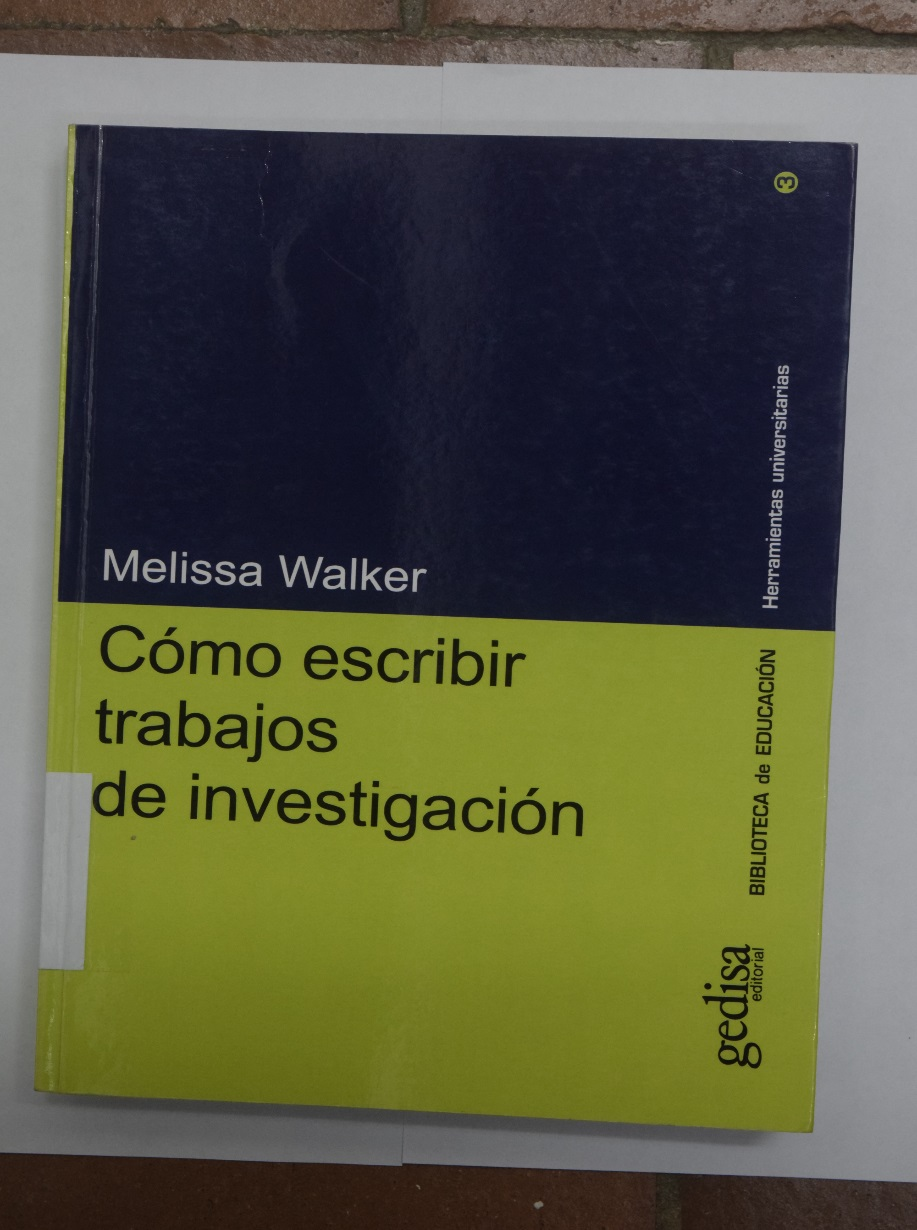 3
Herramientas universitarias
Melissa Walker
Cómo escribir
trabajos
de investigación
BIBLIOTECA de EDUCACIÓN
gedisa
editorial